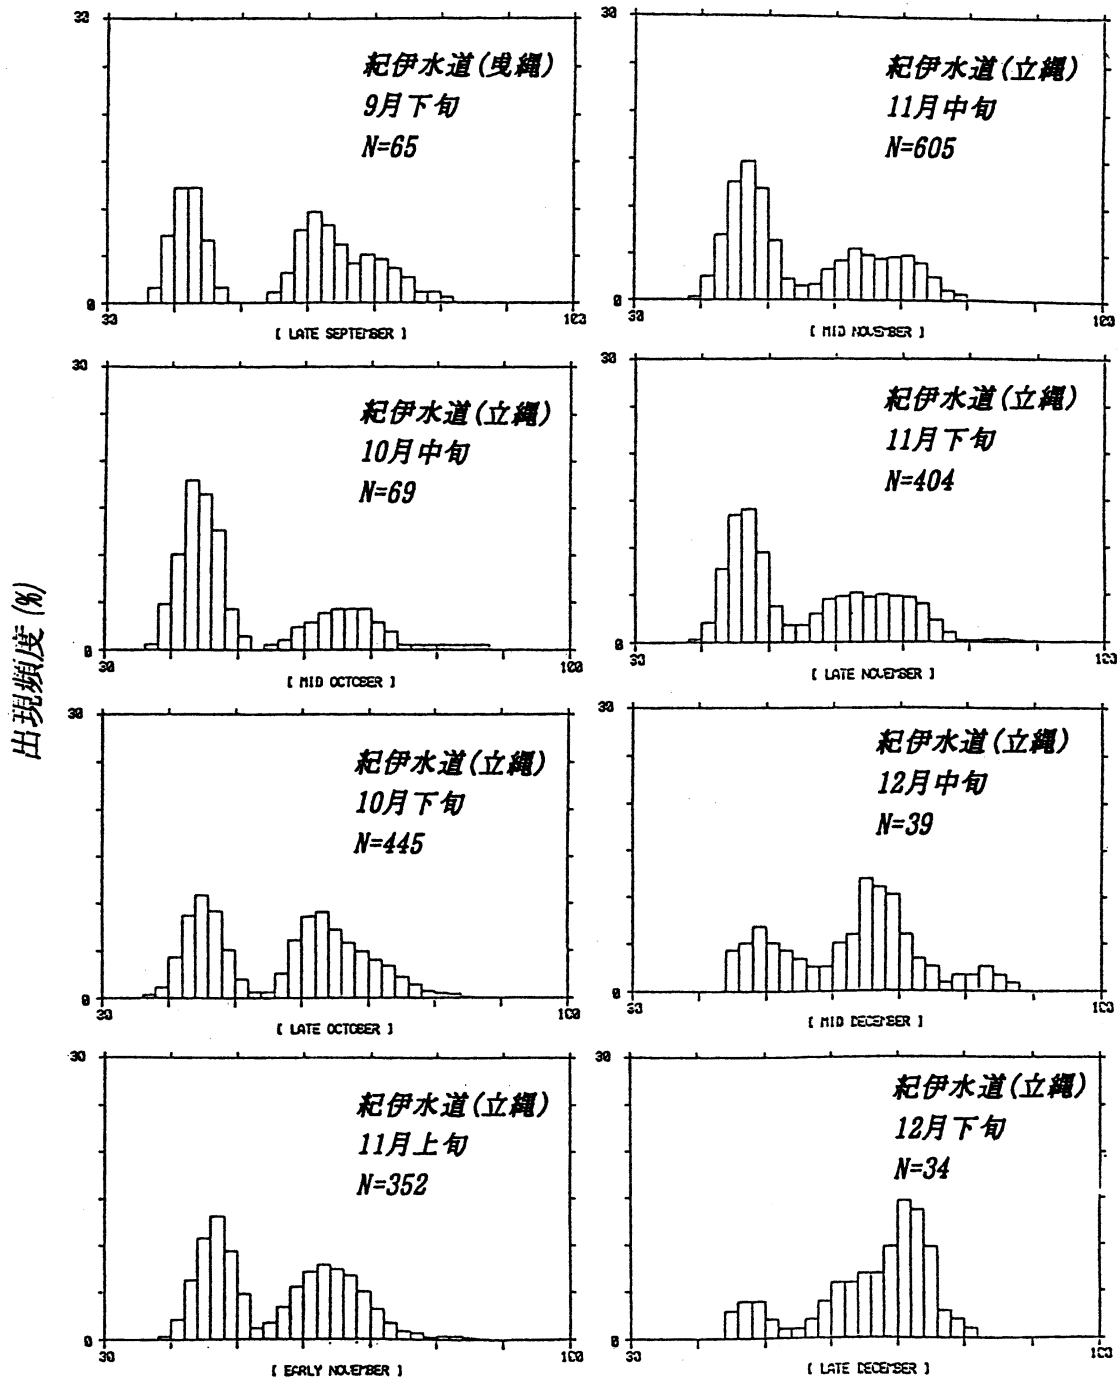 出現頻度(%)
30
紀伊水道(曳縄)
9月下旬
N=65
0
30
100
[ LATE SEPTEMBER ]
30
紀伊水道(立縄)
10月中旬
N=69
0
30
100
[ MID OCTOBER ]
30
紀伊水道(立縄)
10月下旬
N=445
0
30
100
[ LATE OCTOBER ]
30
紀伊水道(立縄)
11月上旬
N=352
0
30
100
[ EARLY NOVEMBER ]
30
紀伊水道(立縄)
11月中旬
N=605
0
30
100
[ MID NOVEMBER ]
30
紀伊水道(立縄)
11月下旬
N=404
0
30
100
[ LATE NOVEMBER ]
30
紀伊水道(立縄)
12月中旬
N=39
0
30
100
[ MID DECEMBER ]
30
紀伊水道(立縄)
12月下旬
N=34
0
30
100
[ LATE DECEMBER ]